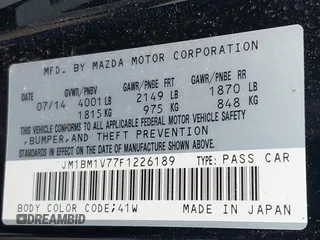 MFD. BY MAZDA MOTOR CORPORATION
GVWR/PNBV GAWR/PNBE FRT GAWR/PNBE RR
07/14 4001 LB 2149 LB 1870 LB
1815 KG 975 KG 848 KG
THIS VEHICLE CONFORMS TO ALL APPLICABLE FEDERAL MOTOR VEHICLE SAFETY
,BUMPER,AND THEFT PREVENTION
STANDARDS IN EFFECT ON THE DATE OF MANUFACTURE SHOWN ABOVE.
JM1BM1V77F1226189 TYPE: PASS CAR
BODY COLOR CODE;41W MADE IN JAPAN
DREAMBID